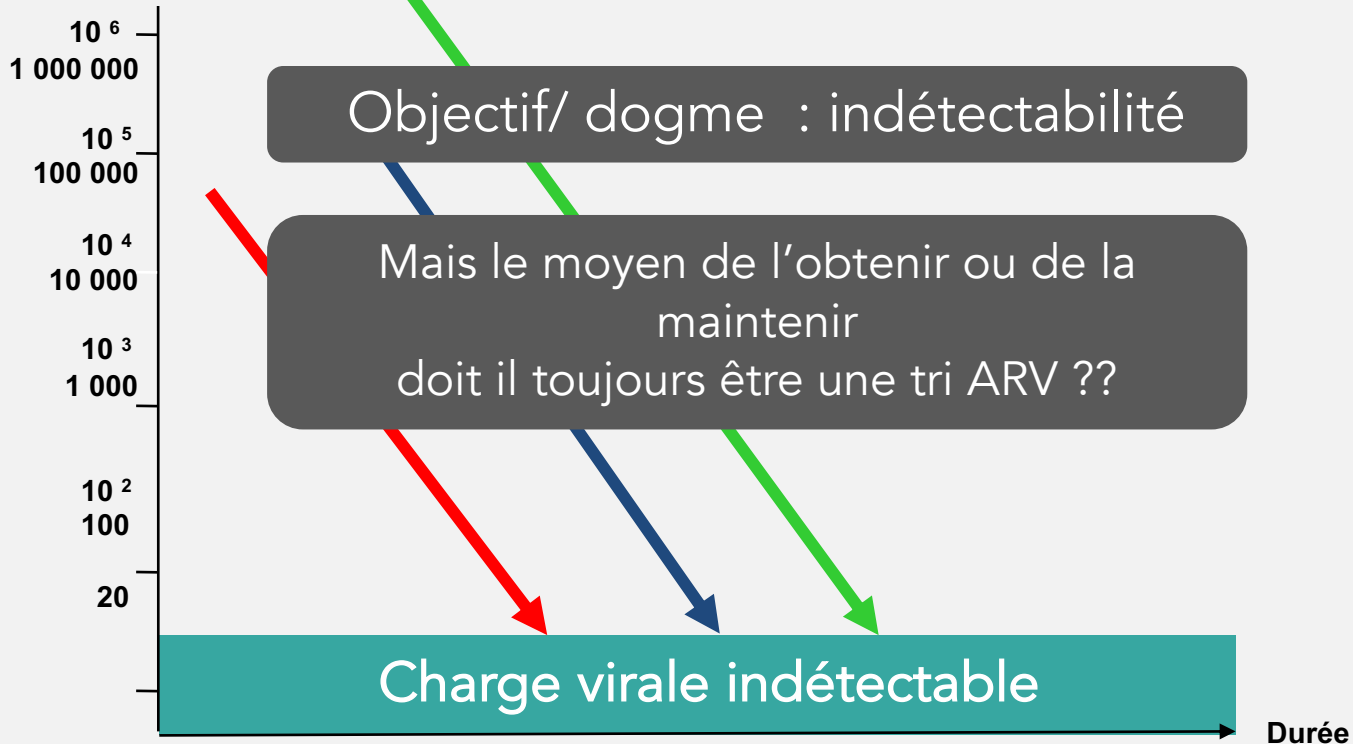 10 6
1 000 000
Objectif/ dogme : indétectabilité
10 5
100 000
10 4
10 000
Mais le moyen de l’obtenir ou de la
maintenir
doit il toujours être une tri ARV ??
10 3
1 000
10 2
100
20
Charge virale indétectable
Durée